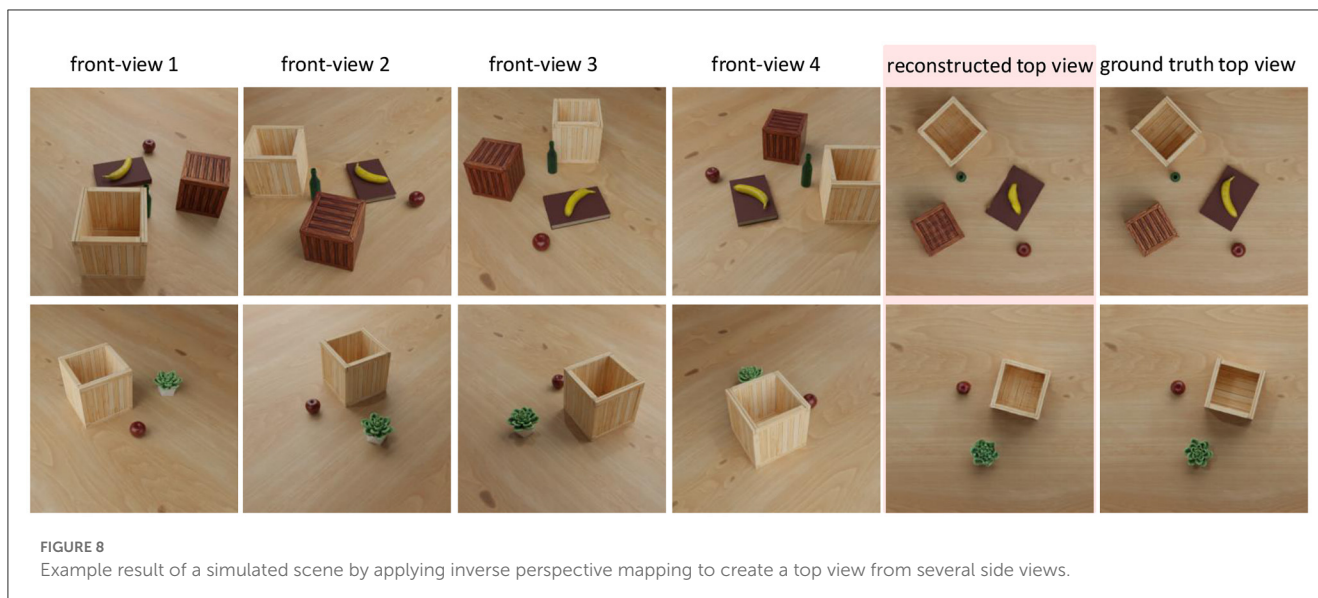 front-view 1 front-view 2 front-view 3 front-view 4 reconstructed top view ground truth top view
FIGURE 8
Example result of a simulated scene by applying inverse perspective mapping to create a top view from several side views.